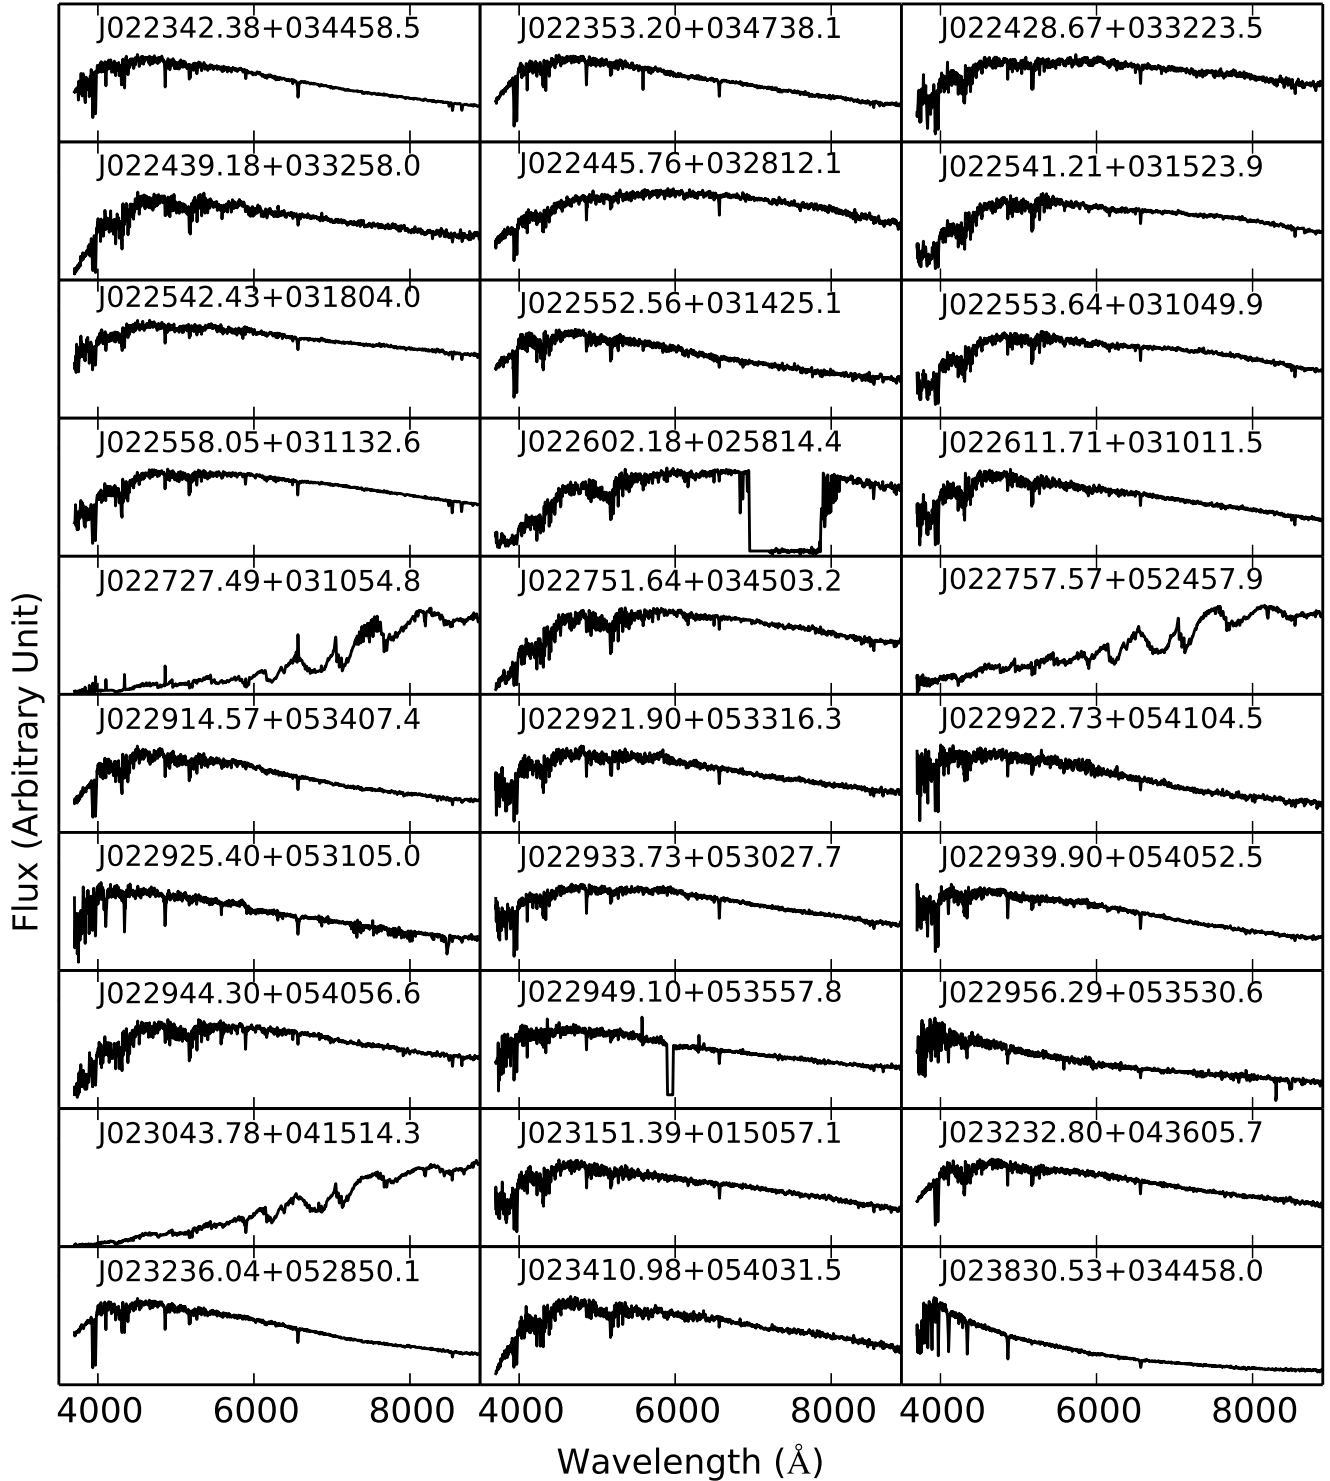 J022342.38+034458.5
J022353.20+034738.1
J022428.67+033223.5
J022439.18+033258.0
J022445.76+032812.1
J022541.21+031523.9
J022542.43+031804.0
J022552.56+031425.1
J022553.64+031049.9
J022558.05+031132.6
J022602.18+025814.4
J022611.71+031011.5
J022727.49+031054.8
J022751.64+034503.2
J022757.57+052457.9
J022914.57+053407.4
J022921.90+053316.3
J022922.73+054104.5
J022925.40+053105.0
J022933.73+053027.7
J022939.90+054052.5
J022944.30+054056.6
J022949.10+053557.8
J022956.29+053530.6
J023043.78+041514.3
J023151.39+015057.1
J023232.80+043605.7
J023236.04+052850.1
J023410.98+054031.5
J023830.53+034458.0
Flux (Arbitrary Unit)
4000 6000 8000 4000 6000 8000 4000 6000 8000
Wavelength (Å)